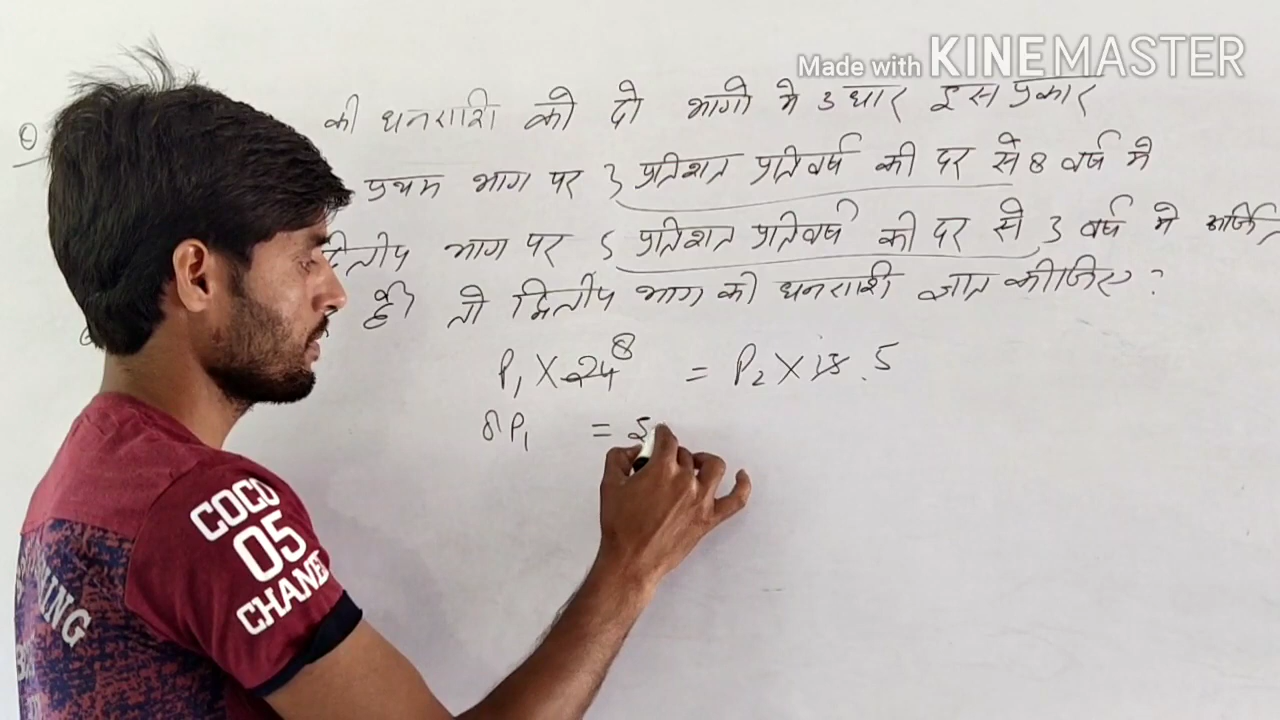 Made with KINEMASTER
Q
की धनराशी को दो भागो मे उधार इस प्रकार
प्रथम भाग पर 3 प्रतिशत प्रतिवर्ष की दर से 8 वर्ष मे
द्वितीय भाग पर 5 प्रतिशत प्रतिवर्ष की दर से 3 वर्ष मे अर्जित
है। तो द्वितीय भाग की धनराशी ज्ञात कीजिए ?
P₁ X 24 8 = P₂ X 15 5
8P₁ = 5
COCO
05
CHANEL
KING